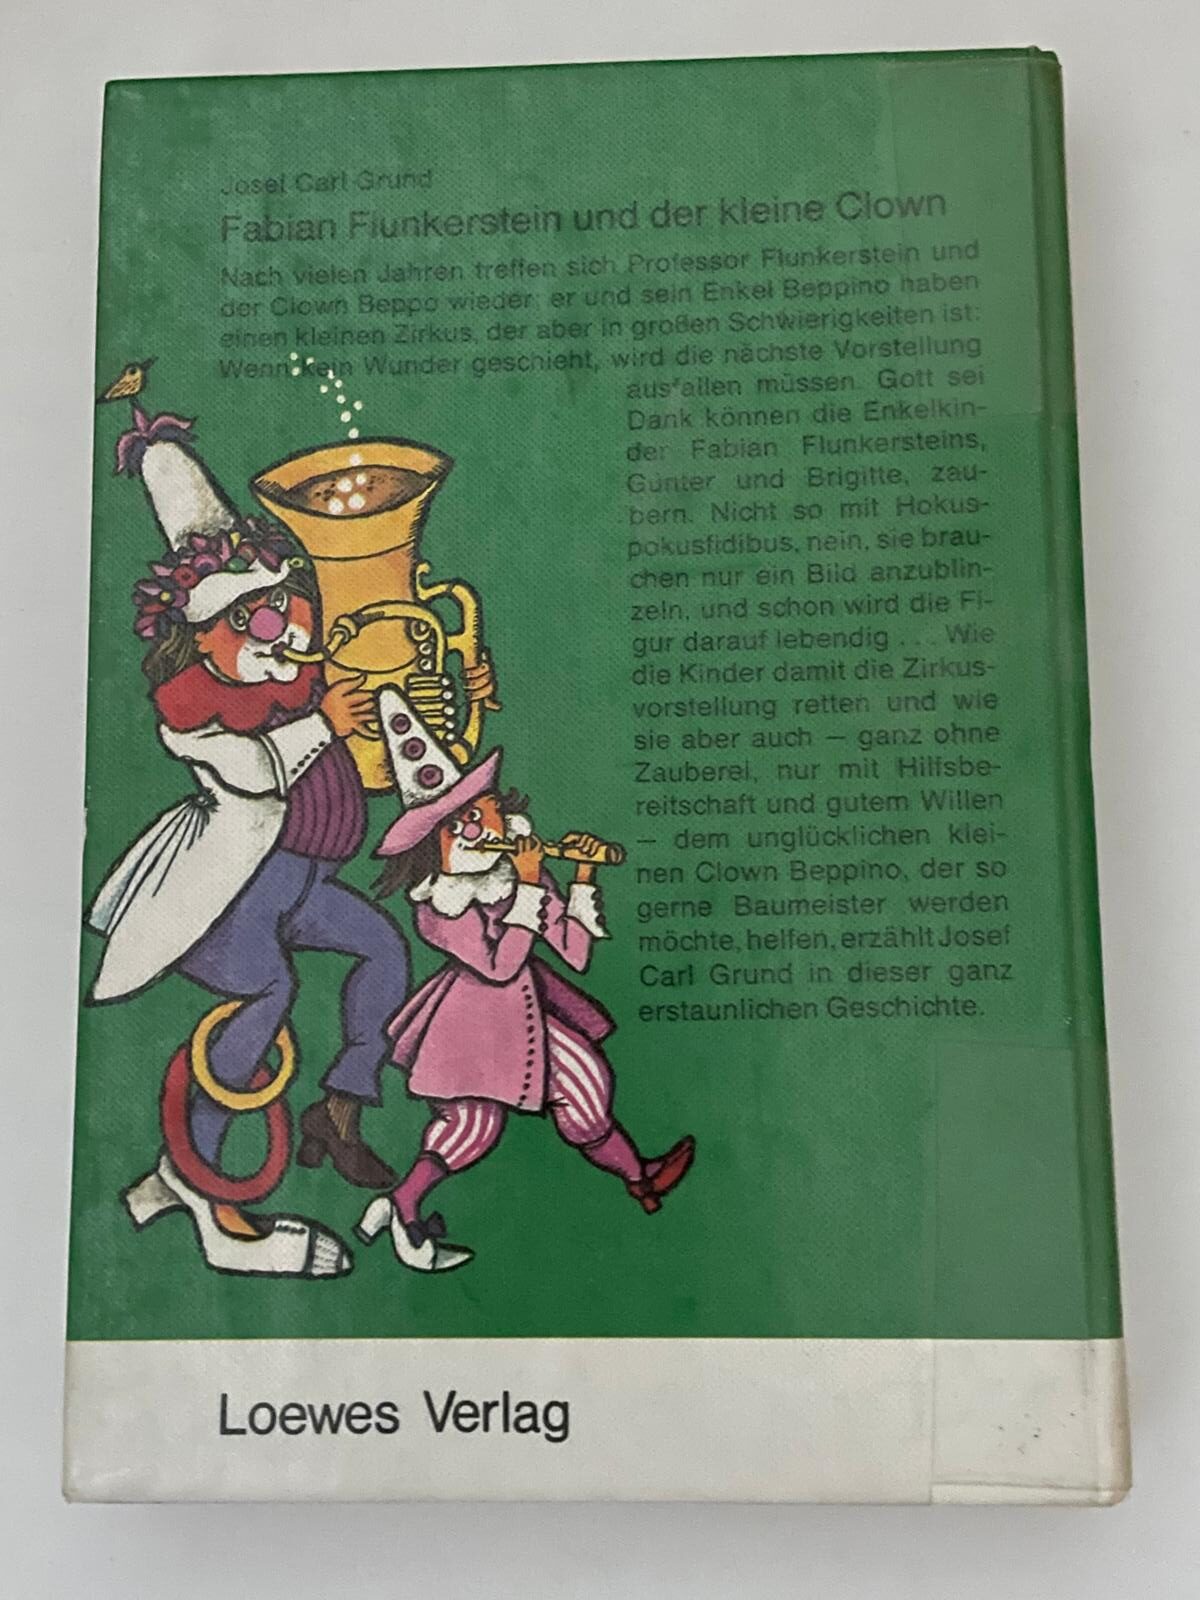 Josef Carl Grund
Fabian Flunkerstein und der kleine Clown
Nach vielen Jahren treffen sich Professor Flunkerstein und
der Clown Beppo wieder: er und sein Enkel Beppino haben
einen kleinen Zirkus, der aber in großen Schwierigkeiten ist:
Wenn kein Wunder geschieht, wird die nächste Vorstellung
ausfallen müssen. Gott sei
Dank können die Enkelkin-
der Fabian Flunkersteins,
Günter und Brigitte, zau-
bern. Nicht so mit Hokus-
pokusfidibus, nein, sie brau-
chen nur ein Bild anzublin-
zeln, und schon wird die Fi-
gur darauf lebendig ... Wie
die Kinder damit die Zirkus-
vorstellung retten und wie
sie aber auch – ganz ohne
Zauberei, nur mit Hilfsbe-
reitschaft und gutem Willen
– dem unglücklichen klei-
nen Clown Beppino, der so
gerne Baumeister werden
möchte, helfen, erzählt Josef
Carl Grund in dieser ganz
erstaunlichen Geschichte.
Loewes Verlag